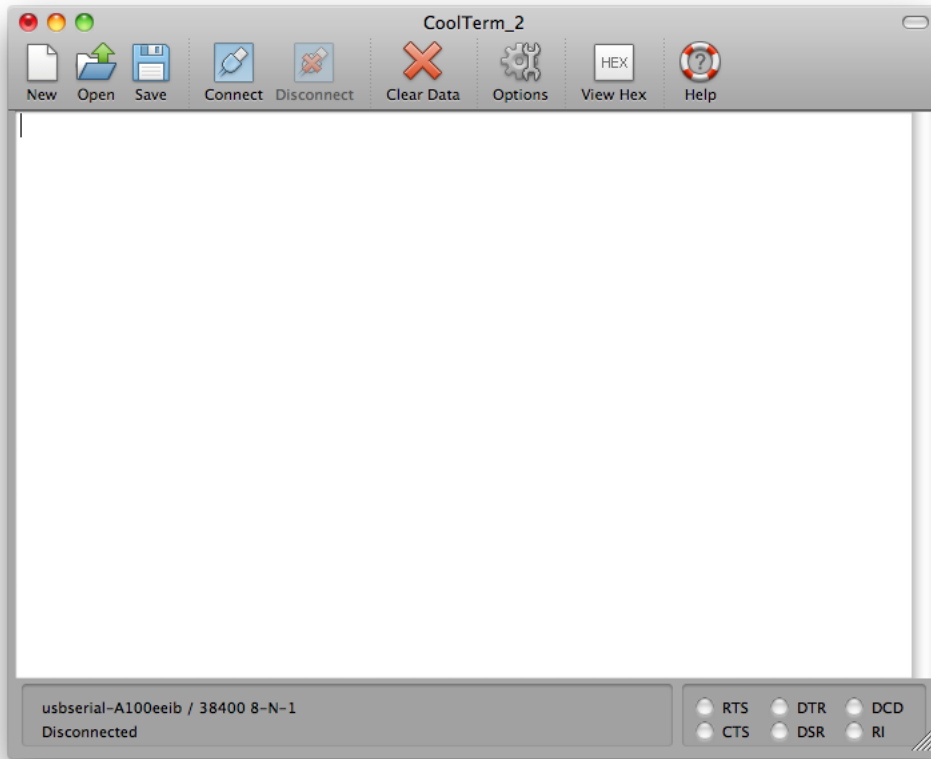 CoolTerm_2
New Open Save Connect Disconnect Clear Data Options HEX View Hex ? Help
usbserial-A100eeib / 38400 8-N-1
Disconnected
RTS DTR DCD
CTS DSR RI